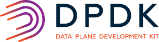 DPDK
DATA PLANE DEVELOPMENT KIT